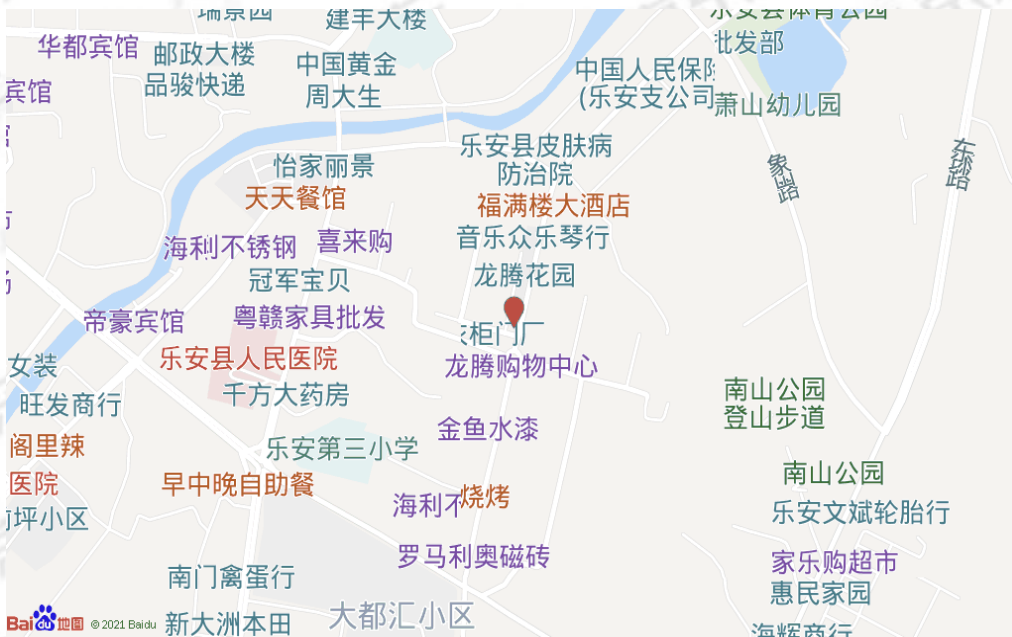 瑞景园
建丰大楼
乐安县体育公园
华都宾馆
邮政大楼
批发部
中国黄金
中国人民保险
宾馆
品骏快递
周大生
(乐安支公司
萧山幼儿园
馆
乐安县皮肤病
防治院
东璐路
象路
怡家丽景
天天餐馆
福满楼大酒店
海利不锈钢
喜来购
音乐众乐琴行
冠军宝贝
龙腾花园
场
帝豪宾馆
粤赣家具批发
衣柜门厂
女装
乐安县人民医院
龙腾购物中心
千方大药房
南山公园
登山步道
旺发商行
金鱼水漆
阁里辣
乐安第三小学
医院
早中晚自助餐
南山公园
海利不
烧烤
坪小区
乐安文斌轮胎行
罗马利奥磁砖
家乐购超市
南门禽蛋行
惠民家园
大都汇小区
新大洲本田
海辉商行
Bai du 地图 © 2021 Baidu